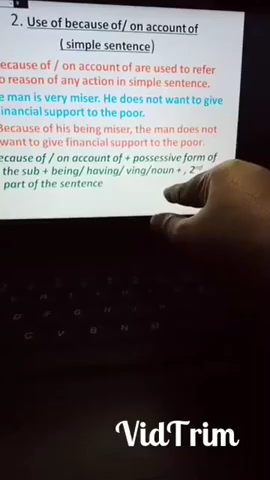 2. Use of because of/ on account of
( simple sentence)
ecause of / on account of are used to refer
o reason of any action in simple sentence.
e man is very miser. He does not want to give
inancial support to the poor.
Because of his being miser, the man does not
want to give financial support to the poor.
ecause of / on account of + possessive form of
the sub + being/ having/ ving/noun + , 2nd
part of the sentence
C V B N
VidTrim